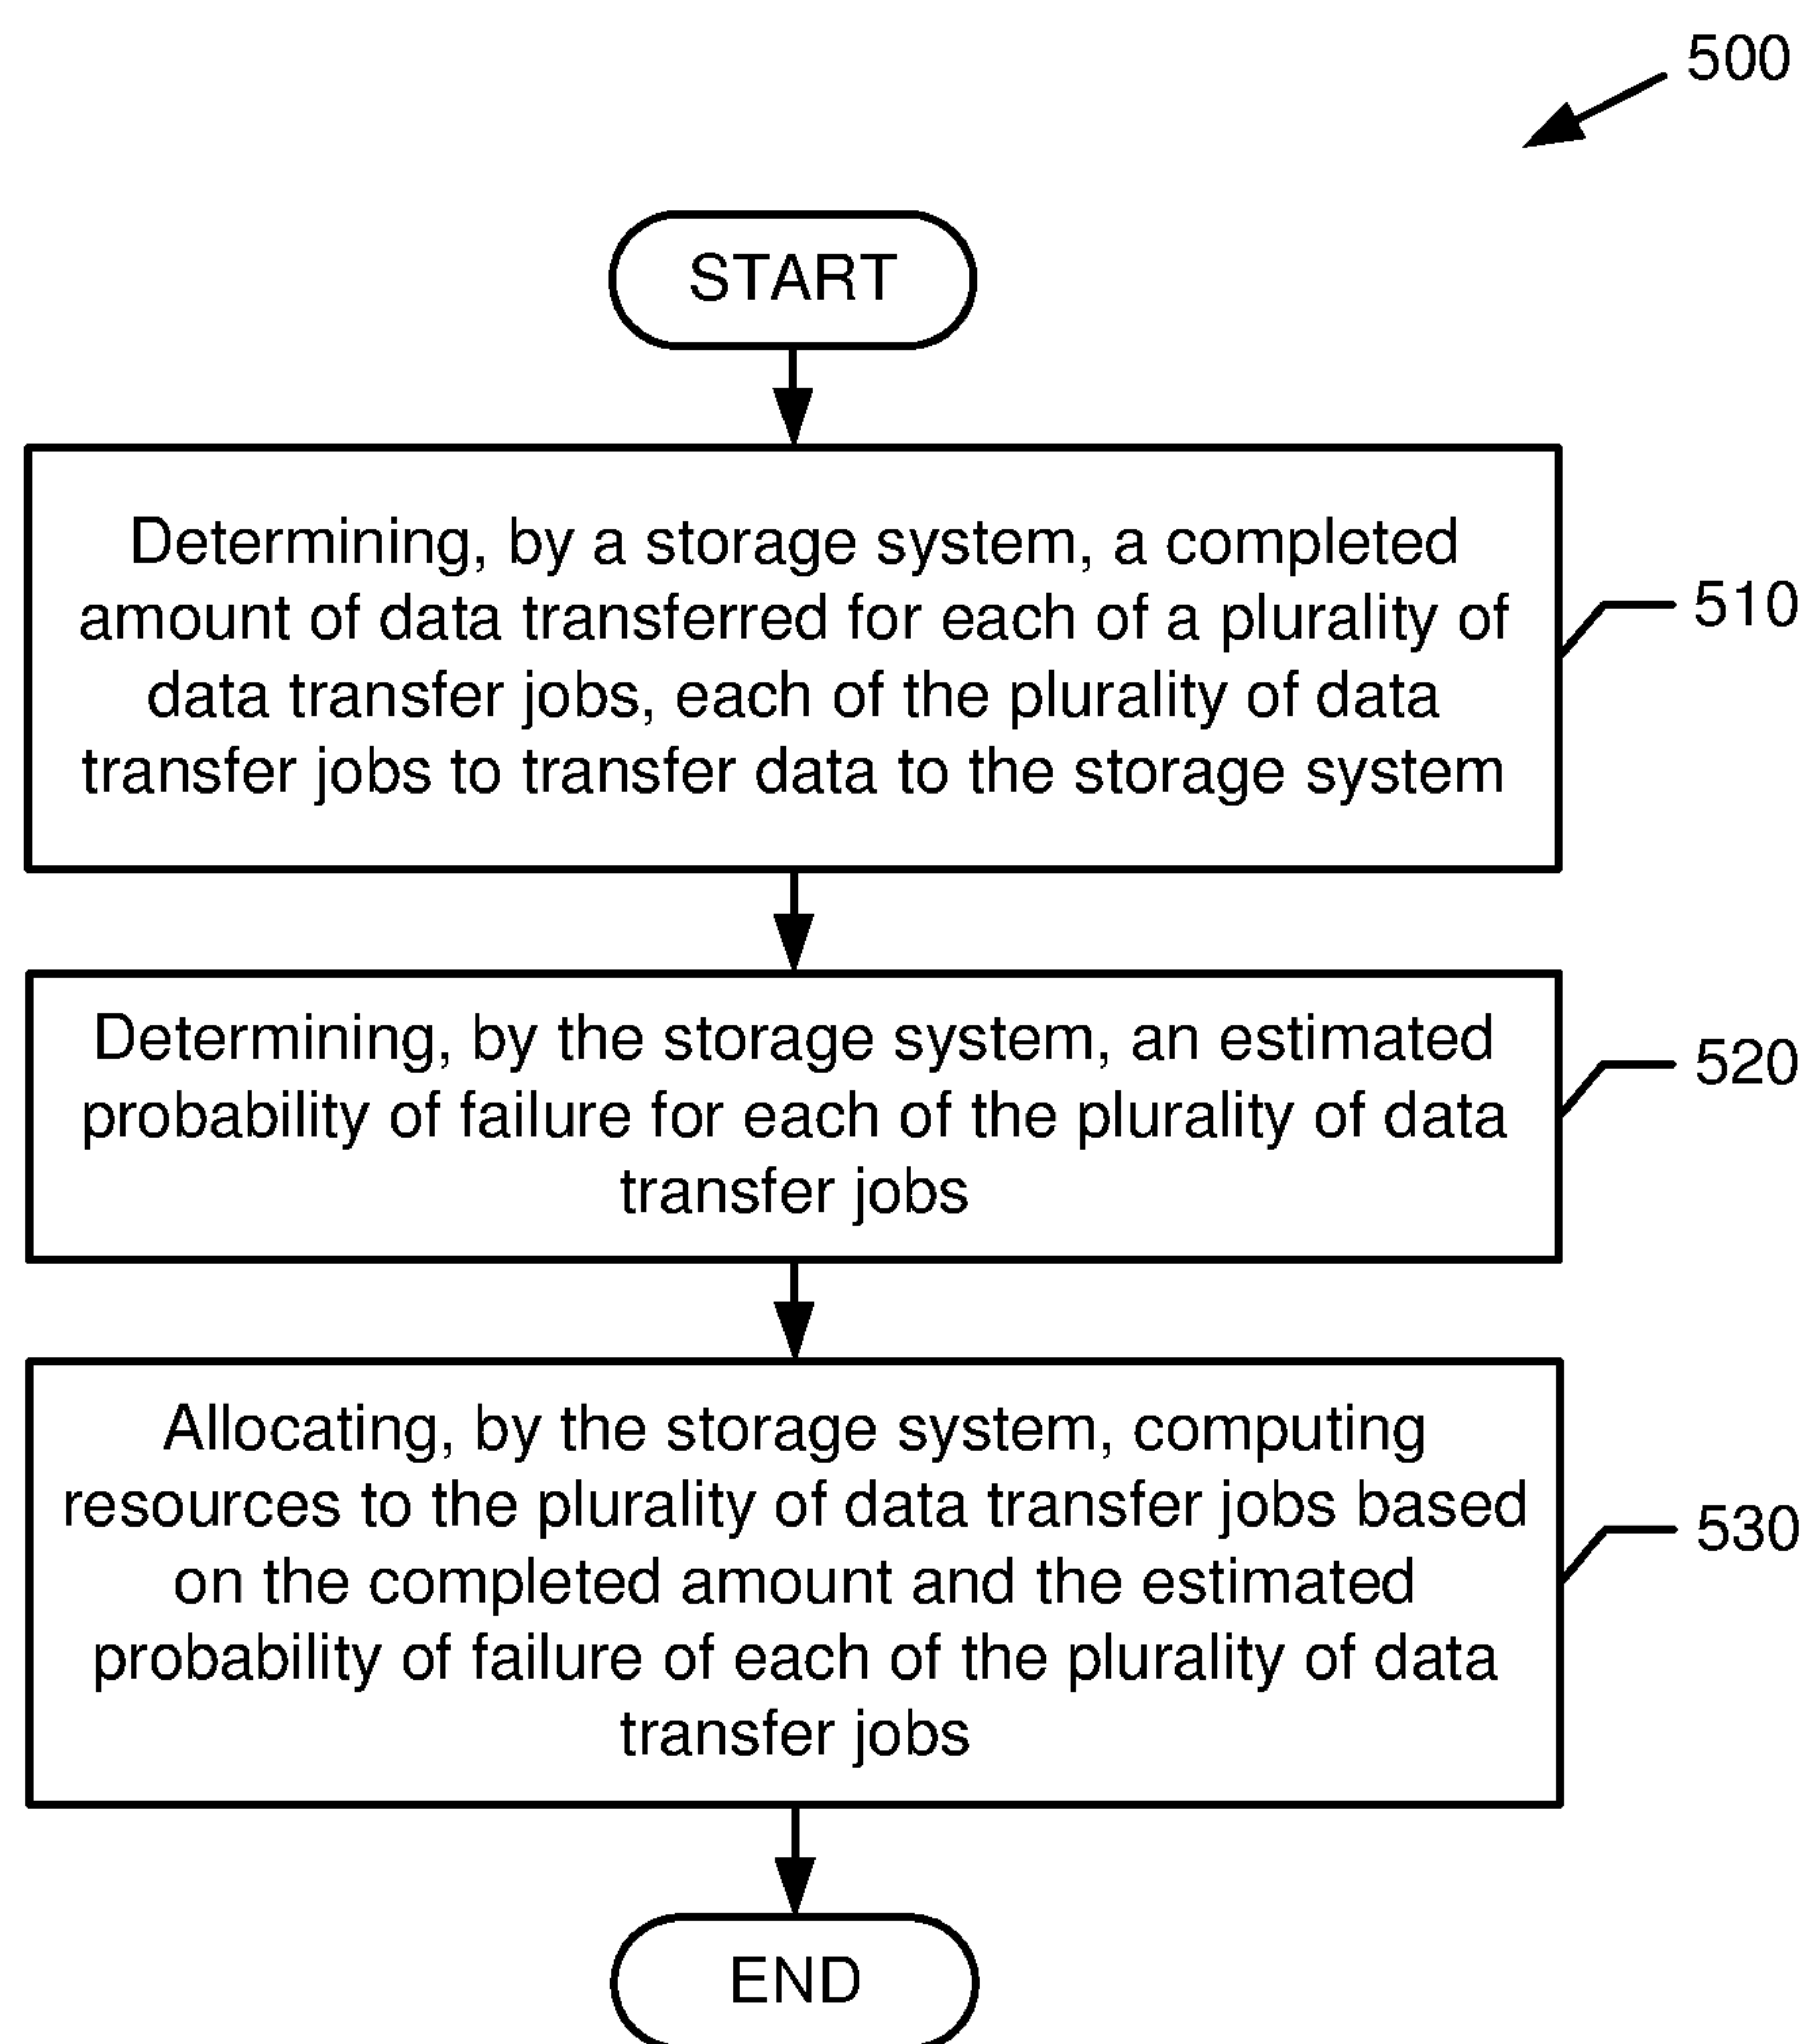 500
START
Determining, by a storage system, a completed
amount of data transferred for each of a plurality of
data transfer jobs, each of the plurality of data
transfer jobs to transfer data to the storage system
510
Determining, by the storage system, an estimated
probability of failure for each of the plurality of data
transfer jobs
520
Allocating, by the storage system, computing
resources to the plurality of data transfer jobs based
on the completed amount and the estimated
probability of failure of each of the plurality of data
transfer jobs
530
END